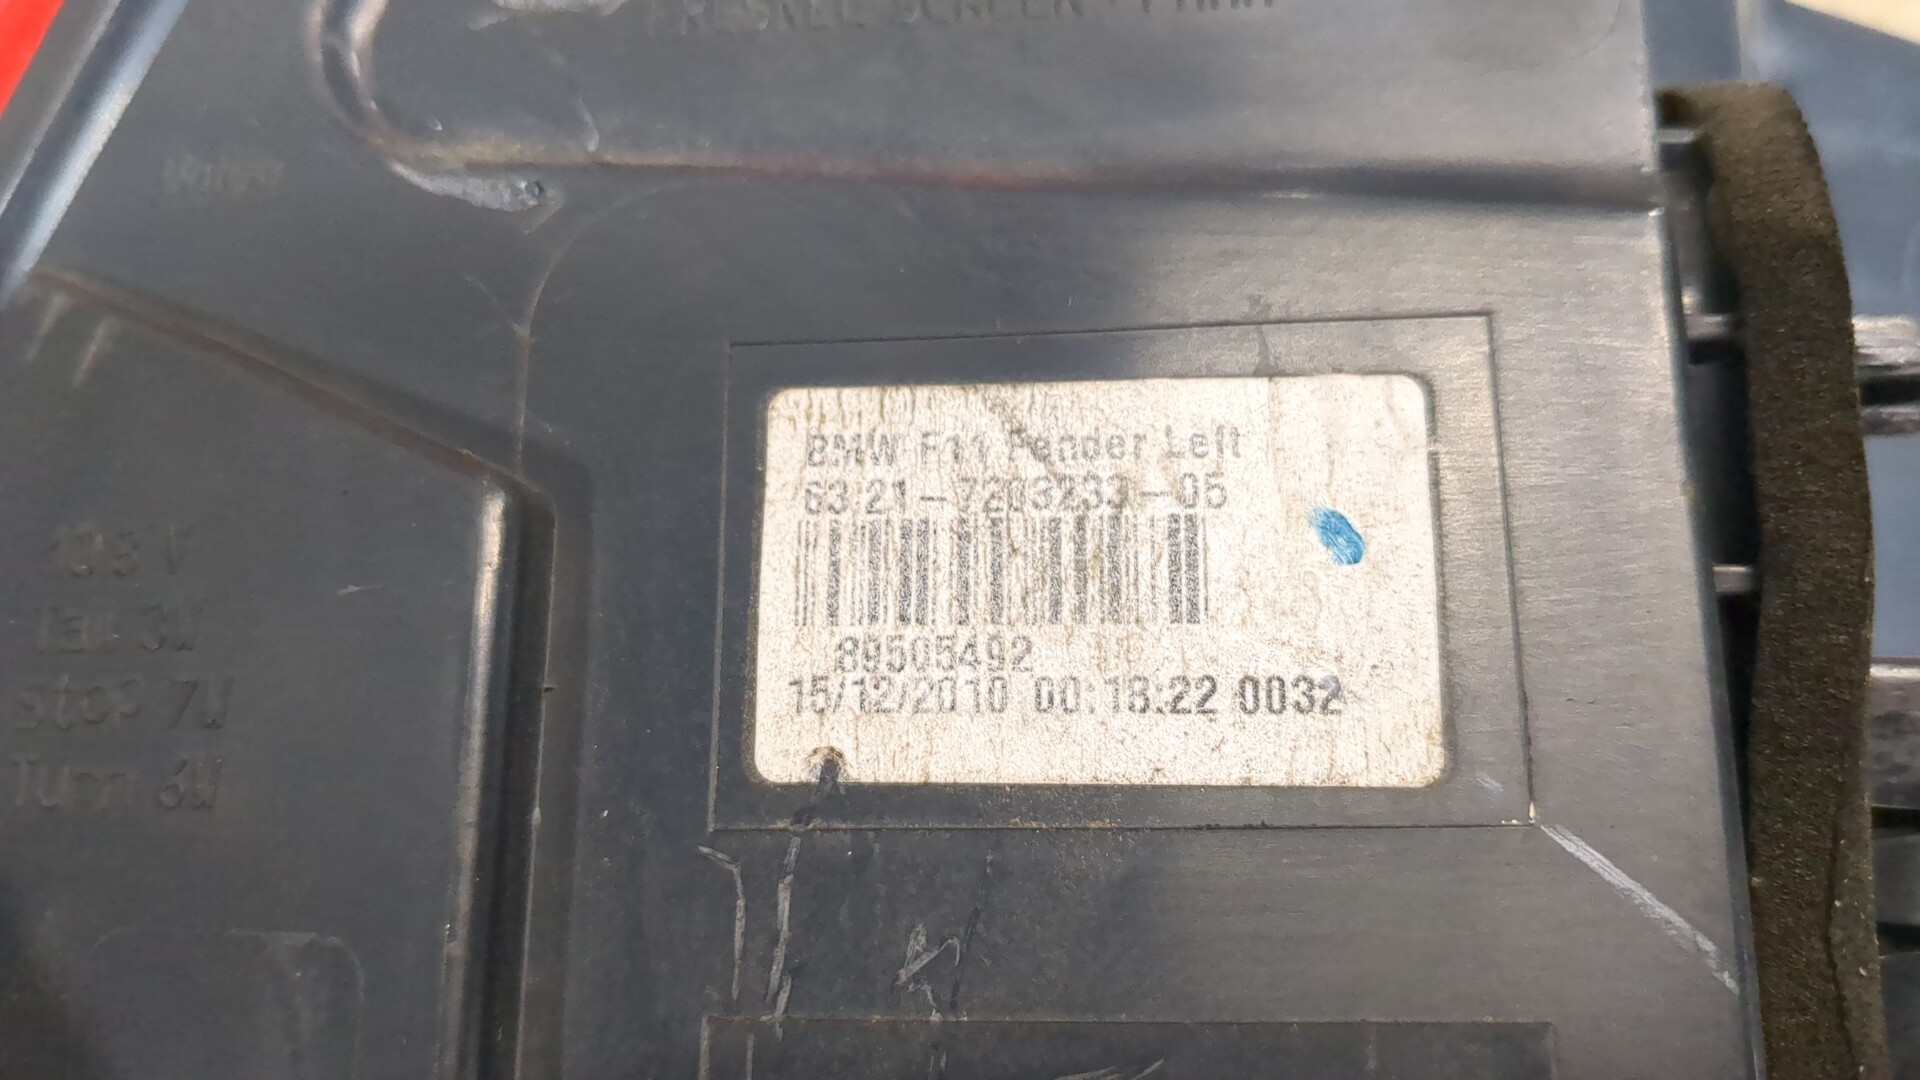 BMW F11 Fender Left
63 21-7203233-05
89505492
15/12/2010 00:18:22 0032
Tail 3W
stop 7W
Turn 6W